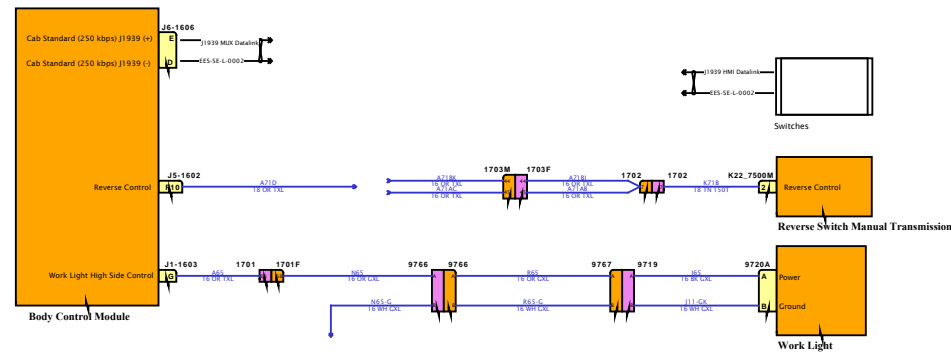 J6-1606
Cab Standard (250 kbps) J1939 (+)
E
J1939 MUX Datalink
Cab Standard (250 kbps) J1939 (-)
D
EES-SE-L-0002
J1939 HMI Datalink
EES-SE-L-0002
Switches
J5-1602
Reverse Control
A71D
18 OR TXL
1703M
1703F
A71BK
16 OR TXL
A71AC
16 OR TXL
44
44
A71BJ
16 OR TXL
A71AB
16 OR TXL
1702
1702
K71B
18 TN 150T
K22_7500M
2
Reverse Control
Reverse Switch Manual Transmission
J1-1603
Work Light High Side Control
G
A65
16 OR TXL
1701
1701F
N65
16 OR GXL
9766
9766
A
A
R65
16 OR GXL
9767
9719
A
A
J65
16 BK GXL
9720A
A
Power
N65-G
16 WH GXL
B
B
R65-G
16 WH GXL
B
B
J11-GK
16 WH GXL
B
Ground
Body Control Module
Work Light